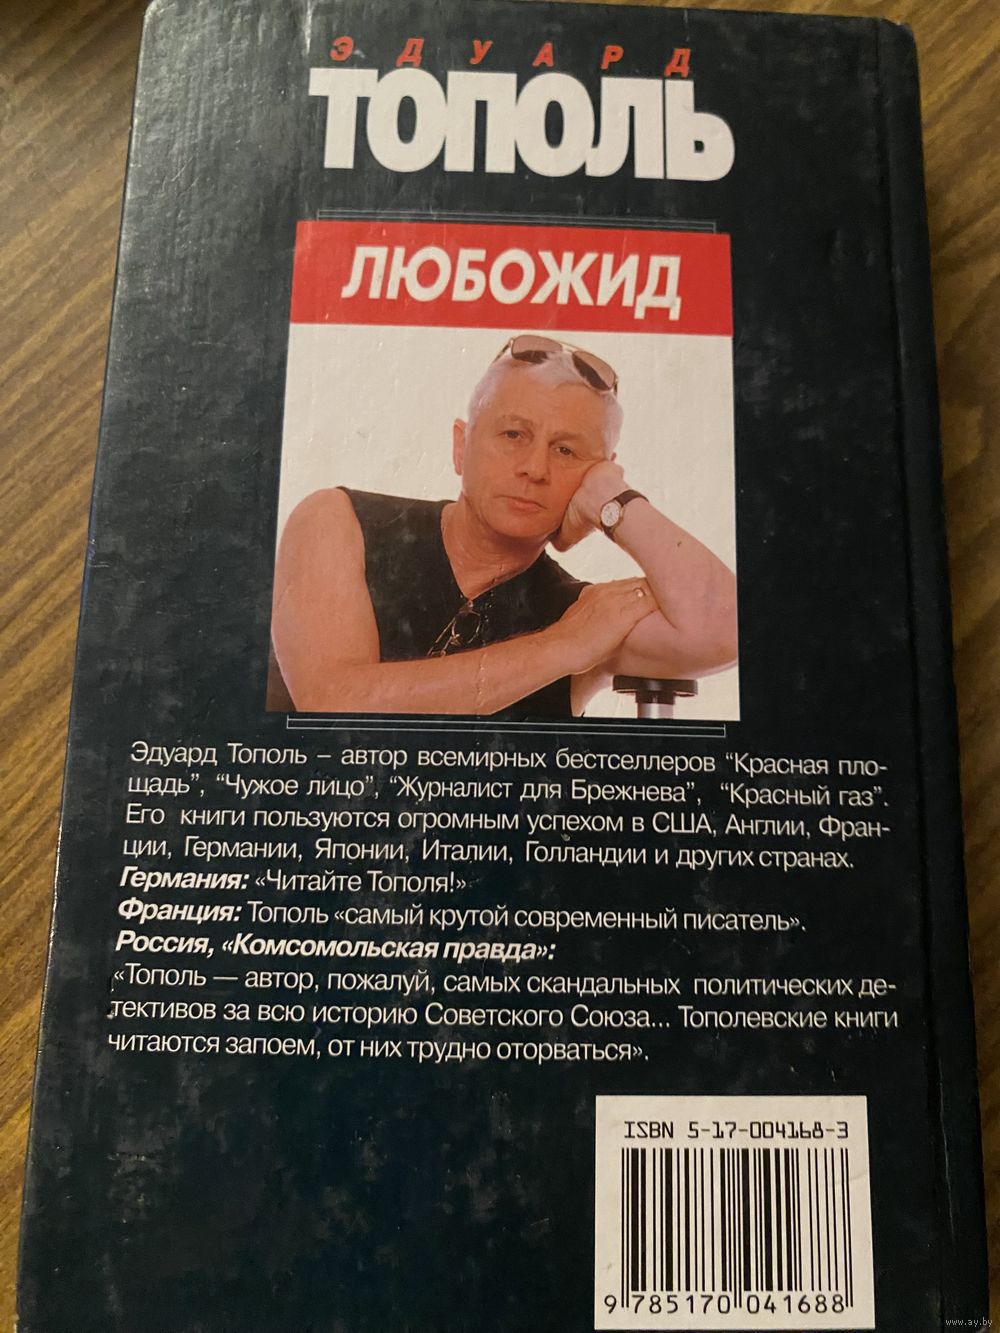 ЭДУАРД
ТОПОЛЬ
ЛЮБОЖИД
Эдуард Тополь – автор всемирных бестселлеров “Красная пло-
щадь”, “Чужое лицо”, “Журналист для Брежнева”, “Красный газ”.
Его книги пользуются огромным успехом в США, Англии, Фран-
ции, Германии, Японии, Италии, Голландии и других странах.
Германия: «Читайте Тополя!»
Франция: Тополь «самый крутой современный писатель».
Россия, «Комсомольская правда»:
«Тополь — автор, пожалуй, самых скандальных политических де-
тективов за всю историю Советского Союза... Тополевские книги
читаются запоем, от них трудно оторваться».
ISBN 5-17-004168-3
9 785170 041688
www.ay.by